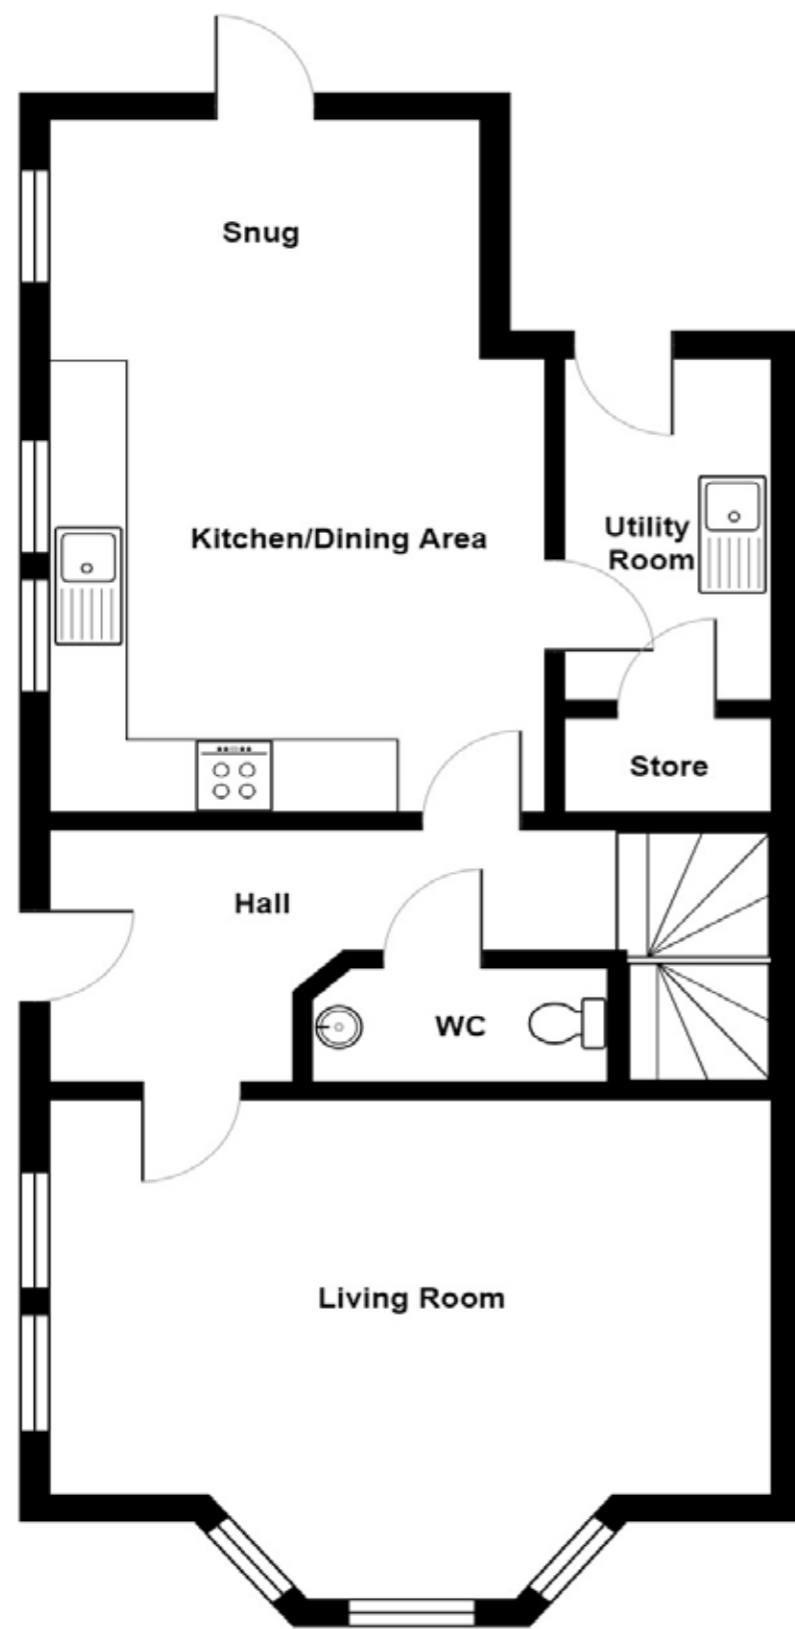 Snug
Kitchen/Dining Area
Utility
Room
Store
Hall
WC
Living Room